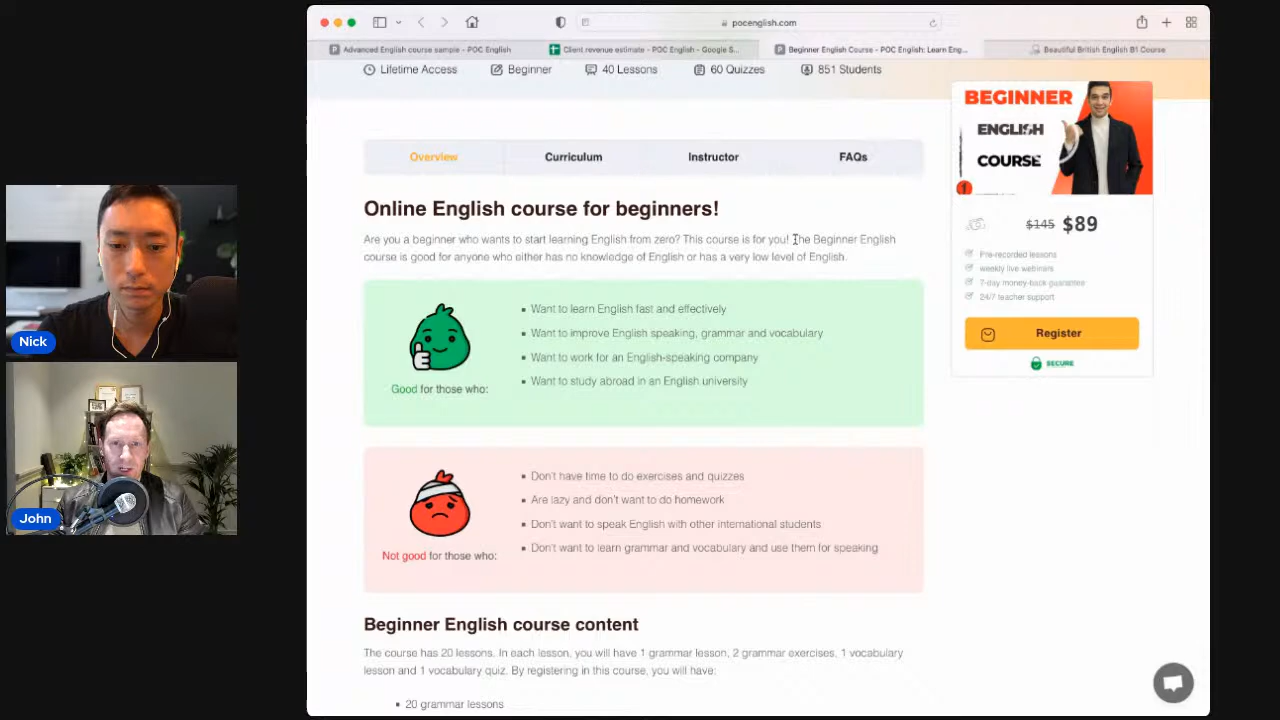 pocenglish.com
Advanced English course sample - POC English
Client revenue estimate - POC English - Google S...
Beginner English Course - POC English: Learn Eng...
Beautiful British English B1 Course
Lifetime Access
Beginner
40 Lessons
60 Quizzes
851 Students
Overview
Curriculum
Instructor
FAQs
Online English course for beginners!
Are you a beginner who wants to start learning English from zero? This course is for you! The Beginner English
course is good for anyone who either has no knowledge of English or has a very low level of English.
Good for those who:
▪ Want to learn English fast and effectively
▪ Want to improve English speaking, grammar and vocabulary
▪ Want to work for an English-speaking company
▪ Want to study abroad in an English university
Not good for those who:
▪ Don't have time to do exercises and quizzes
▪ Are lazy and don't want to do homework
▪ Don't want to speak English with other international students
▪ Don't want to learn grammar and vocabulary and use them for speaking
Beginner English course content
The course has 20 lessons. In each lesson, you will have 1 grammar lesson, 2 grammar exercises, 1 vocabulary
lesson and 1 vocabulary quiz. By registering in this course, you will have:
▪ 20 grammar lessons
BEGINNER
ENGLISH
COURSE
$145 $89
Pre-recorded lessons
weekly live webinars
7-day money-back guarantee
24/7 teacher support
Register
SECURE
Nick
John